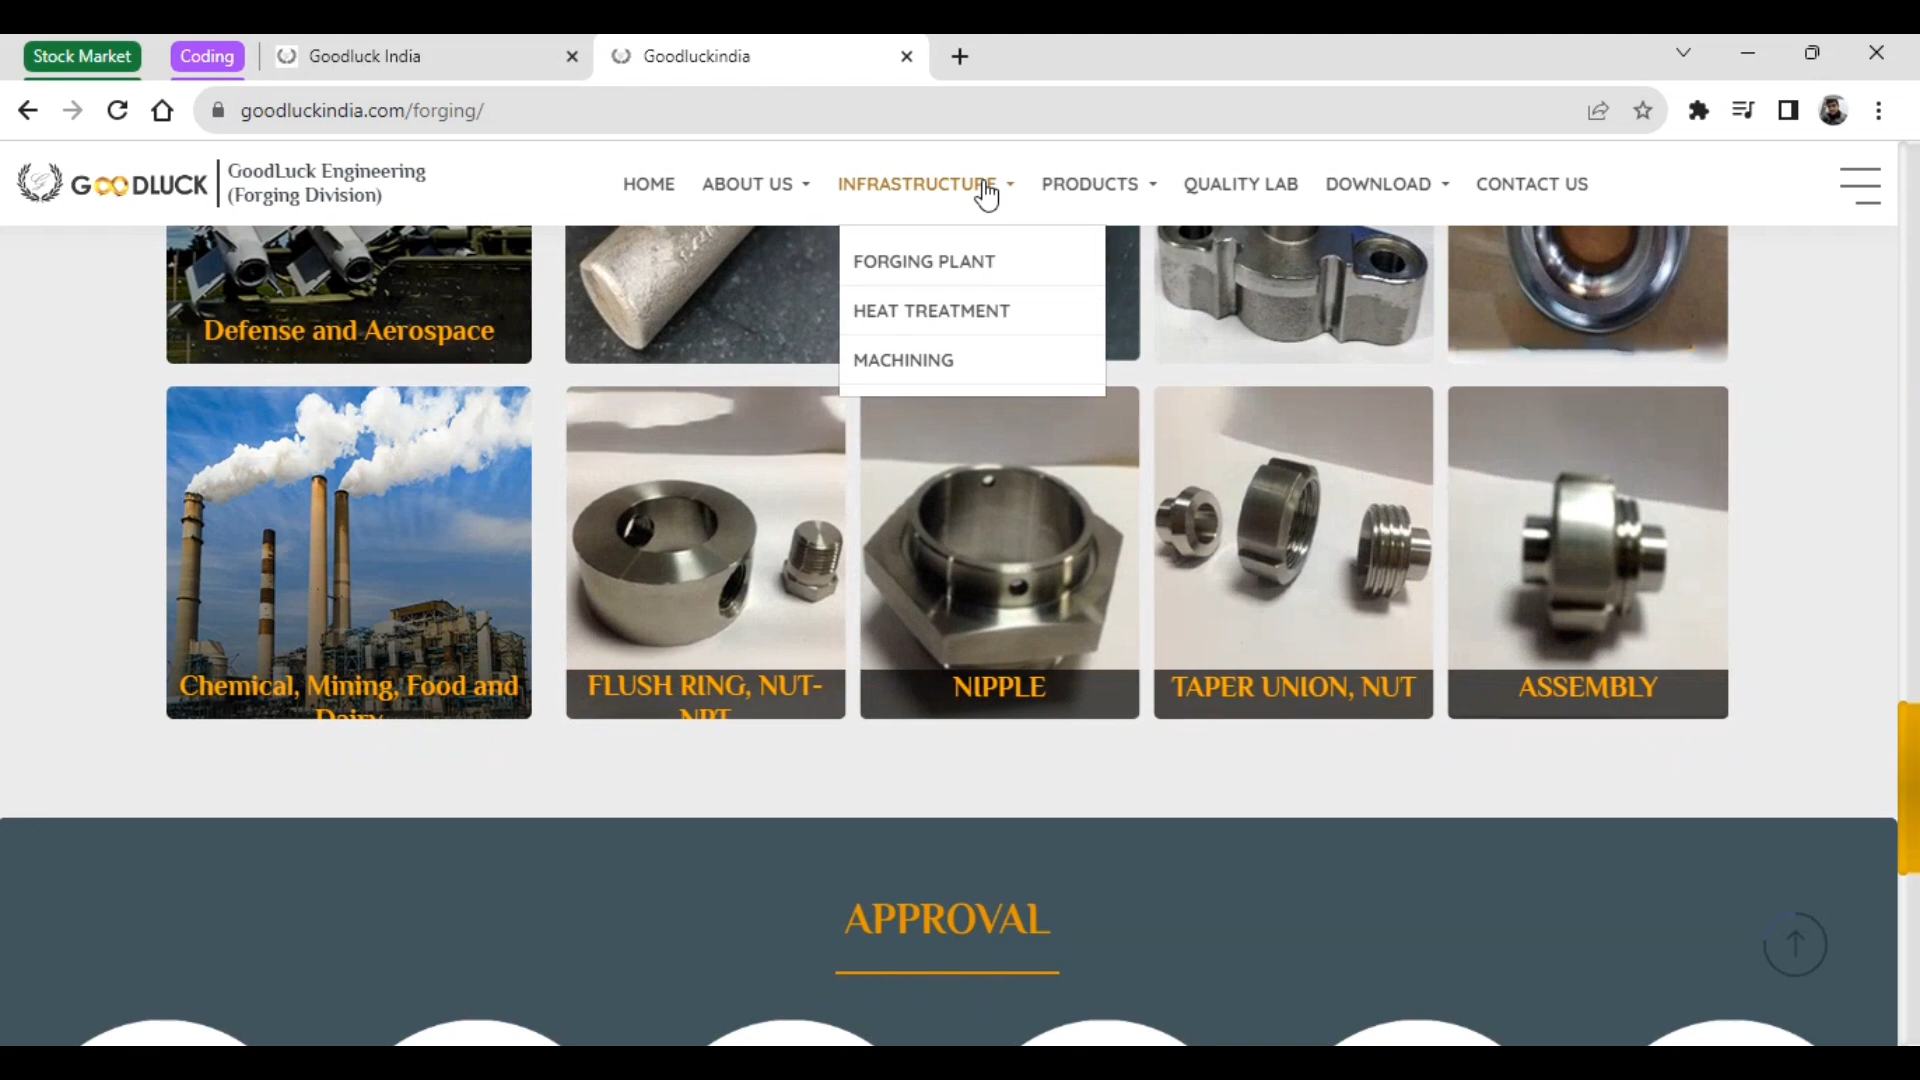 Stock Market
Coding
Goodluck India
Goodluckindia
goodluckindia.com/forging/
GOODLUCK
GoodLuck Engineering
(Forging Division)
HOME
ABOUT US
INFRASTRUCTURE
PRODUCTS
QUALITY LAB
DOWNLOAD
CONTACT US
FORGING PLANT
HEAT TREATMENT
MACHINING
Defense and Aerospace
Chemical, Mining, Food and
Dairy
FLUSH RING, NUT-
NPT
NIPPLE
TAPER UNION, NUT
ASSEMBLY
APPROVAL